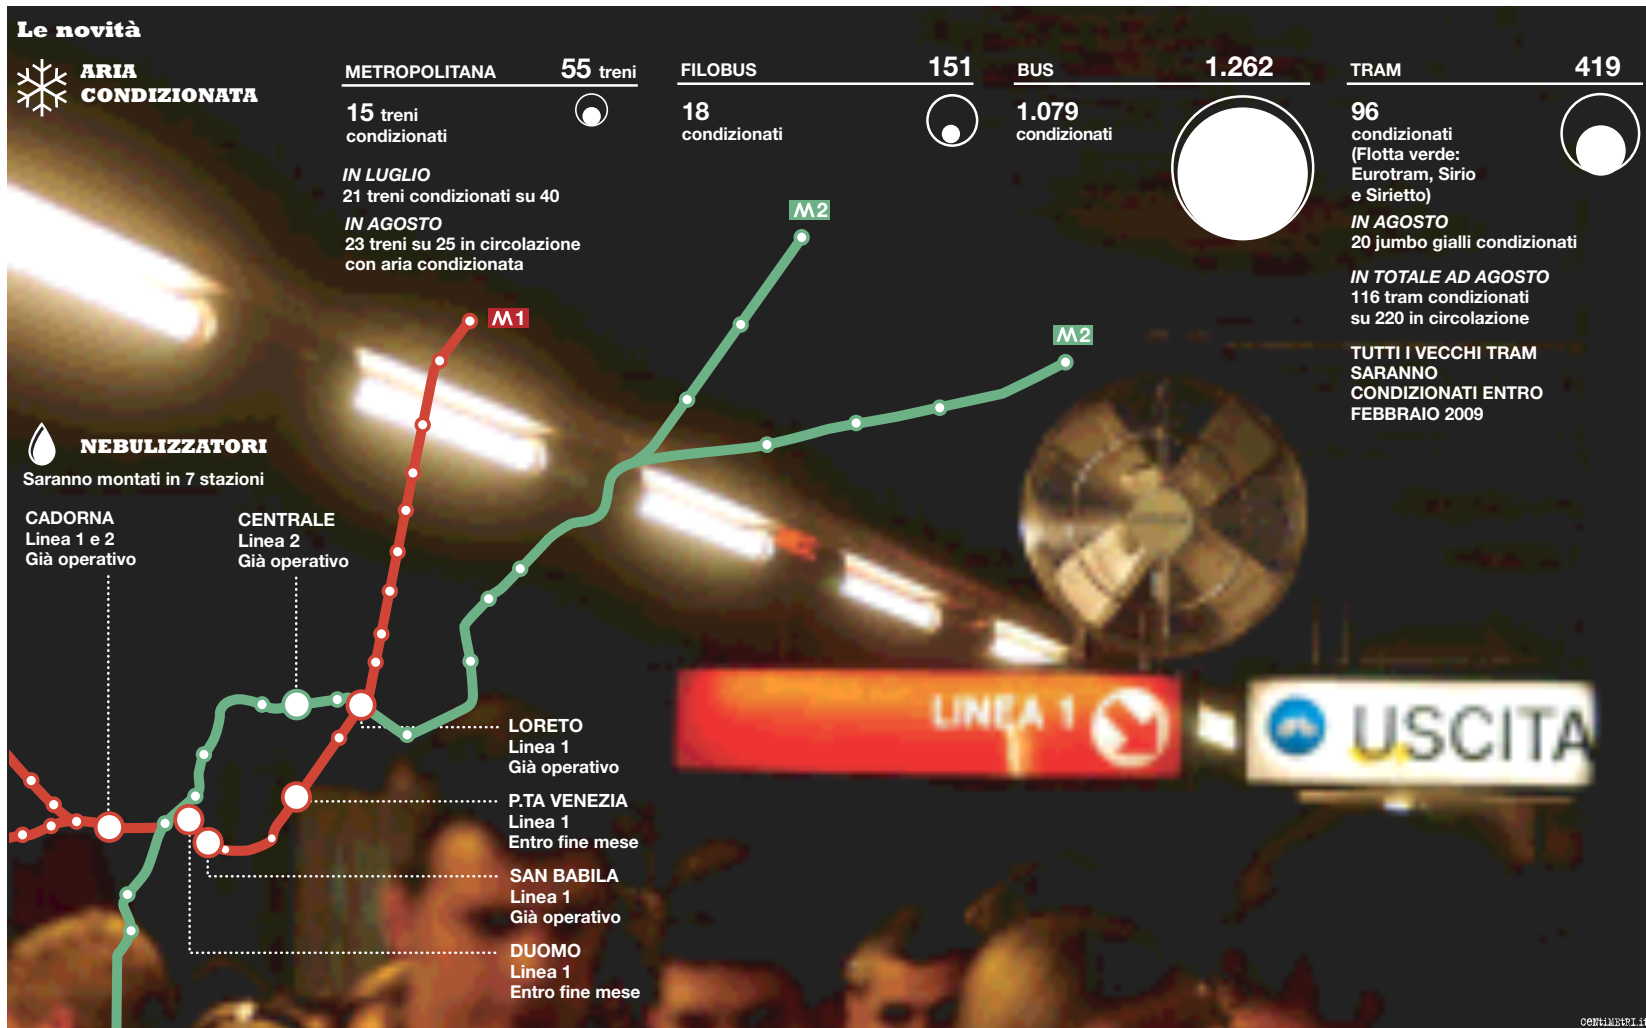 Le novità
ARIA
CONDIZIONATA
METROPOLITANA 55 treni
15 treni
condizionati
IN LUGLIO
21 treni condizionati su 40
IN AGOSTO
23 treni su 25 in circolazione
con aria condizionata
FILOBUS 151
18
condizionati
BUS 1.262
1.079
condizionati
TRAM 419
96
condizionati
(Flotta verde:
Eurotram, Sirio
e Sirietto)
IN AGOSTO
20 jumbo gialli condizionati
IN TOTALE AD AGOSTO
116 tram condizionati
su 220 in circolazione
TUTTI I VECCHI TRAM
SARANNO
CONDIZIONATI ENTRO
FEBBRAIO 2009
M2
M1
M2
NEBULIZZATORI
Saranno montati in 7 stazioni
CADORNA
Linea 1 e 2
Già operativo
CENTRALE
Linea 2
Già operativo
LORETO
Linea 1
Già operativo
P.TA VENEZIA
Linea 1
Entro fine mese
SAN BABILA
Linea 1
Già operativo
DUOMO
Linea 1
Entro fine mese
LINEA 1
USCITA
CENTIMETRI.it